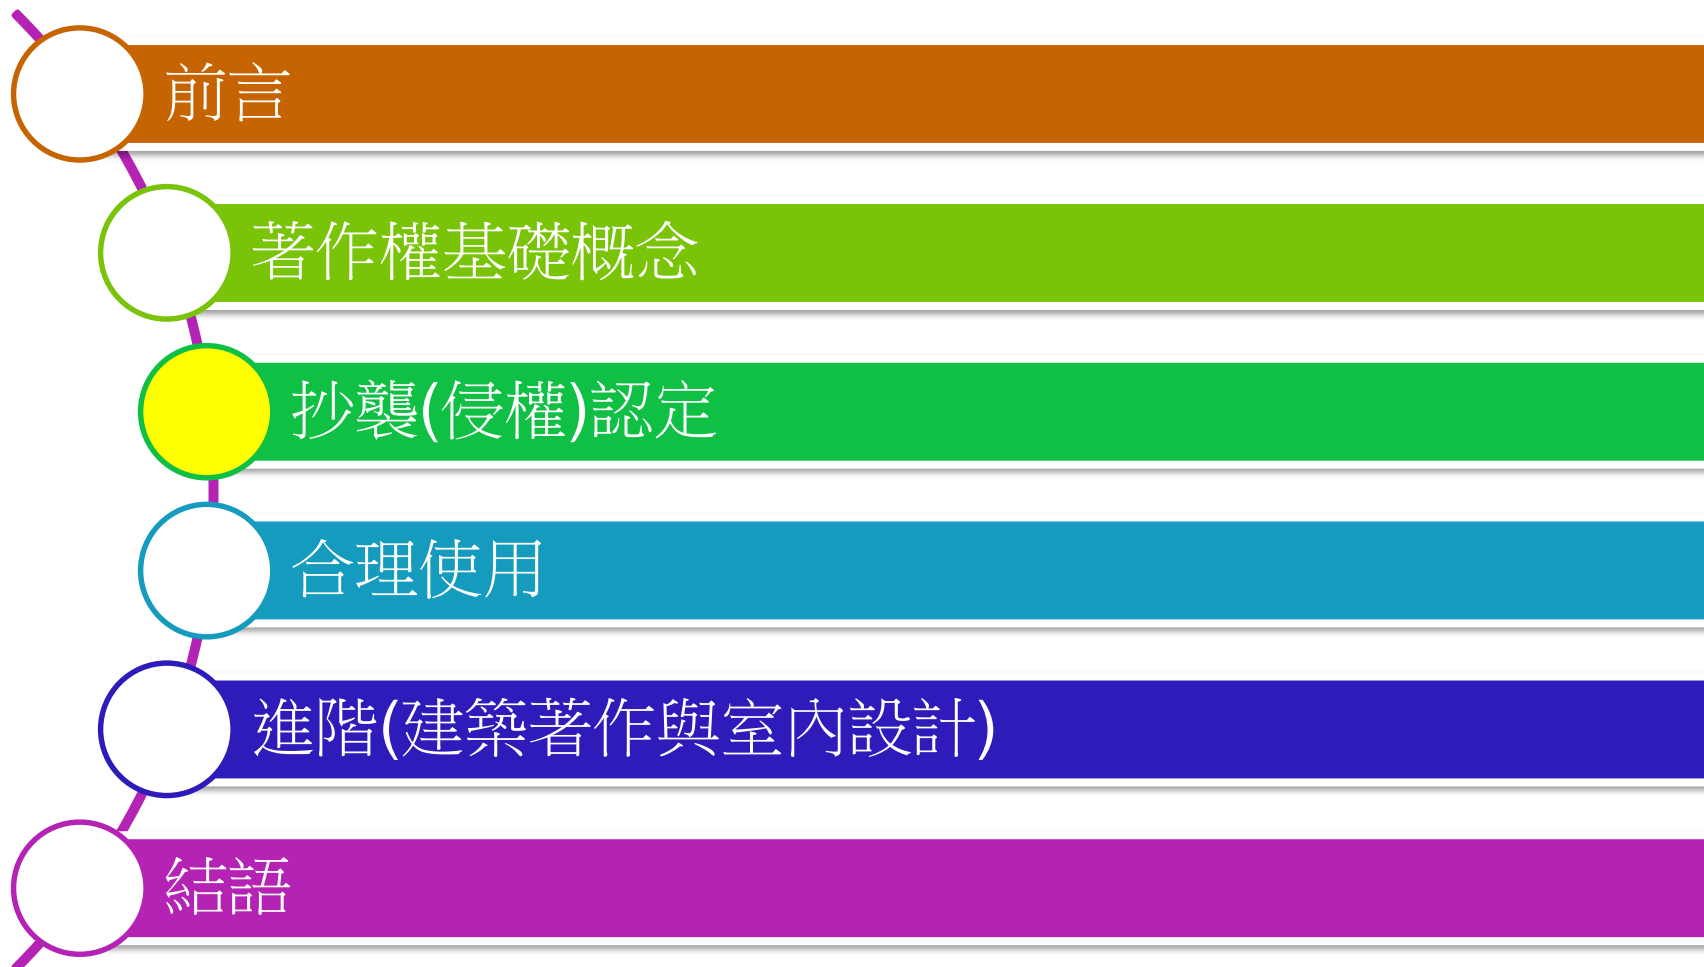 前言
著作權基礎概念
抄襲(侵權)認定
合理使用
進階(建築著作與室內設計)
結語